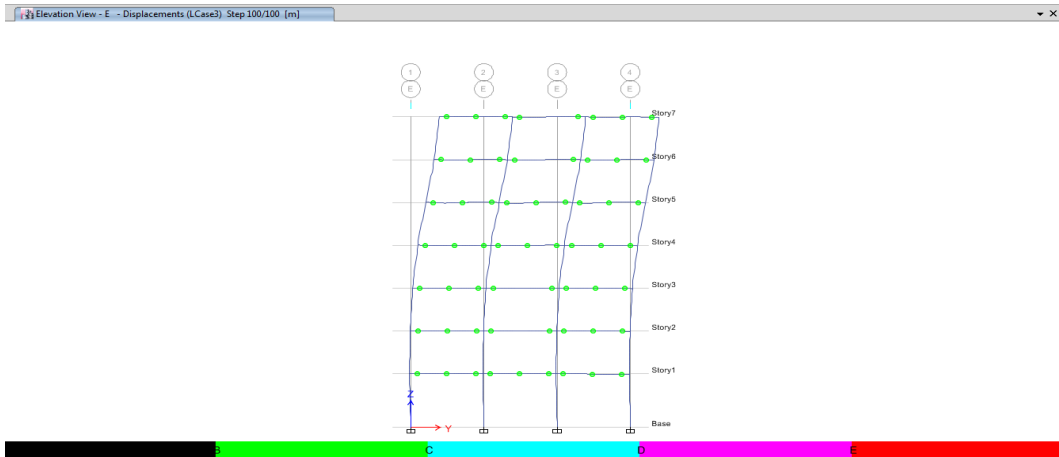 Elevation View - E - Displacements (LCase3) Step 100/100 [m]
1 2 3 4
E E E E
Story7
Story6
Story5
Story4
Story3
Story2
Story1
Z
Base
Y
B C D E